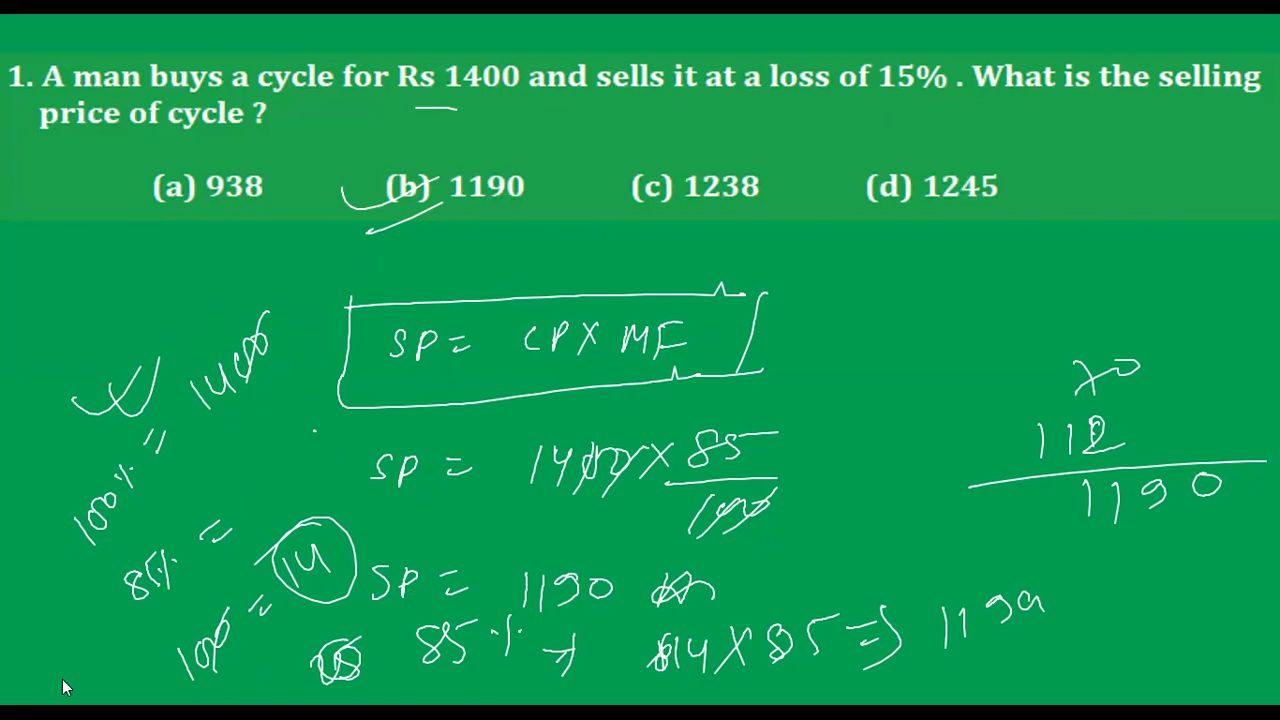 1. A man buys a cycle for Rs 1400 and sells it at a loss of 15% . What is the selling
price of cycle ?
(a) 938 (b) 1190 (c) 1238 (d) 1245
SP = CP X MF
100% = 1400
SP = 1400 X 85
100
70
112
1190
85% =
SP = 1190
100 = 14
85% → 14 X 85 ⇒ 1190